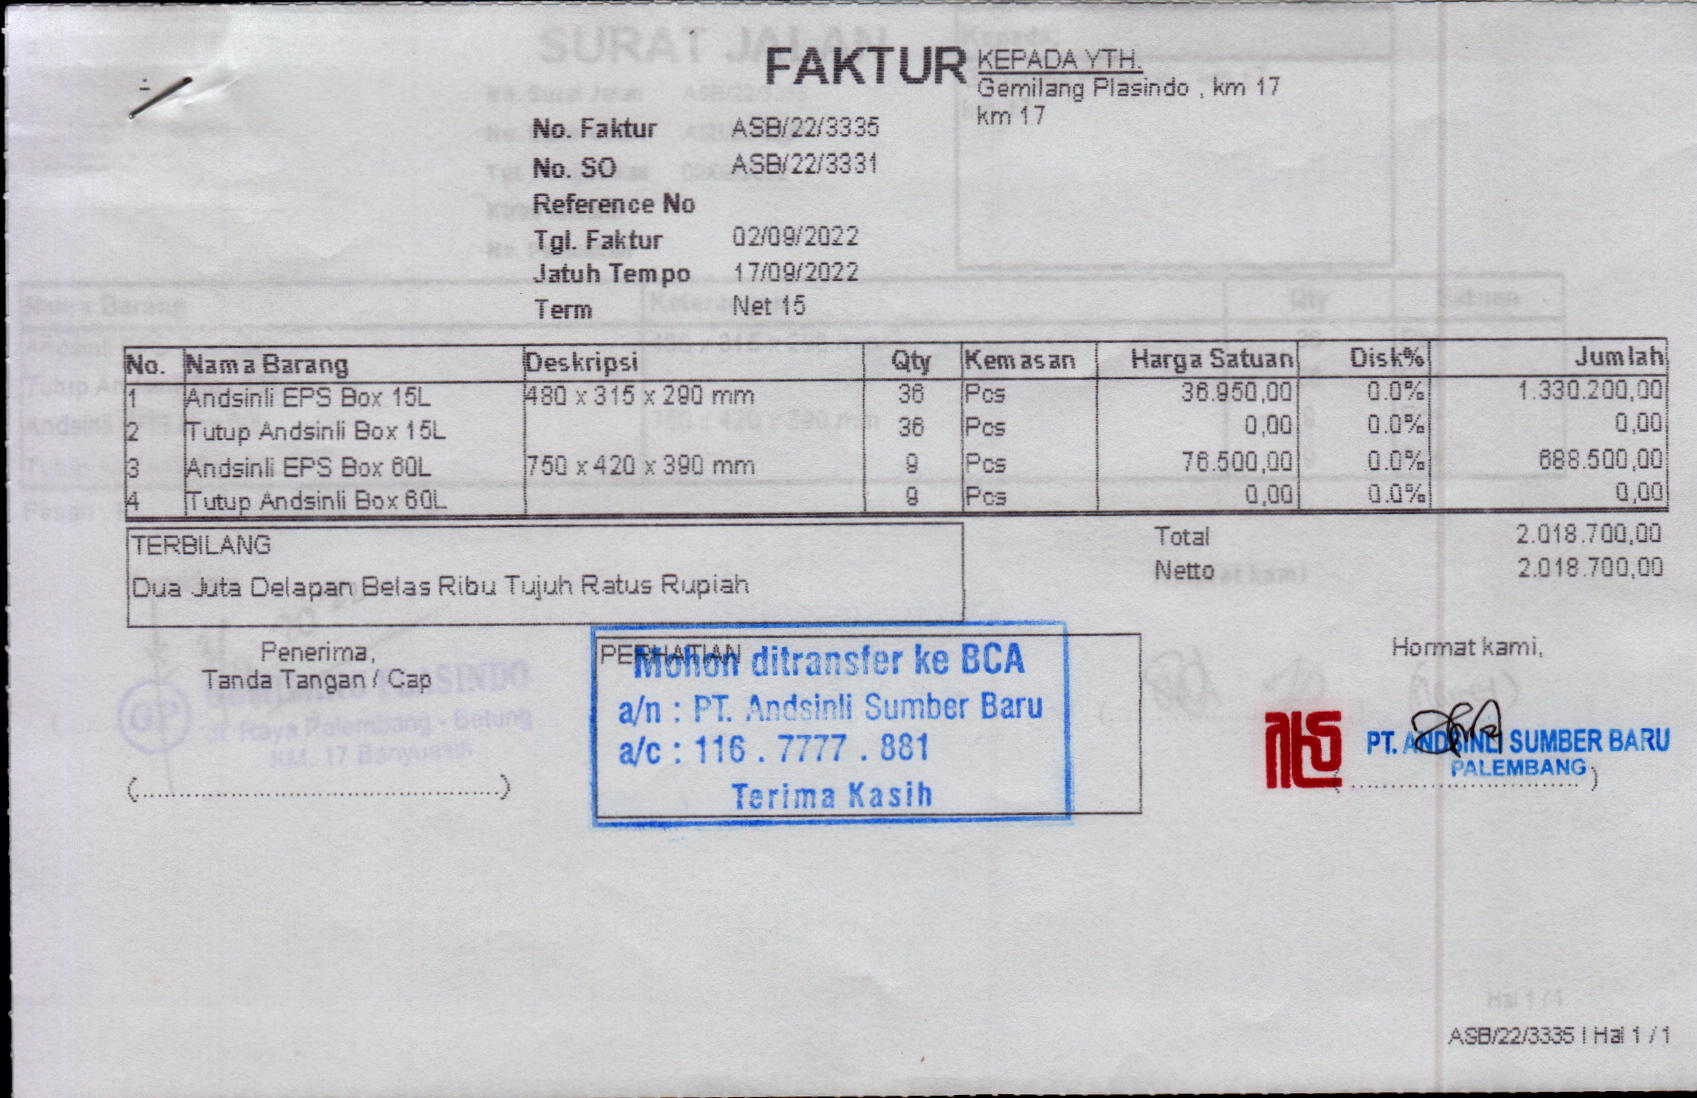 FAKTUR
KEPADA YTH.
Gemilang Plasindo , km 17
km 17
No. Faktur ASB/22/3335
No. SO ASB/22/3331
Reference No
Tgl. Faktur 02/09/2022
Jatuh Tempo 17/09/2022
Term Net 15
No. Nama Barang Deskripsi Qty Kemasan Harga Satuan Disk% Jumlah
1 Andsinli EPS Box 15L 480 x 315 x 290 mm 36 Pcs 36.950,00 0.0% 1.330.200,00
2 Tutup Andsinli Box 15L 36 Pcs 0,00 0.0% 0,00
3 Andsinli EPS Box 60L 750 x 420 x 390 mm 9 Pcs 76.500,00 0.0% 688.500,00
4 Tutup Andsinli Box 60L 9 Pcs 0,00 0.0% 0,00
Total 2.018.700,00
Netto 2.018.700,00
TERBILANG
Dua Juta Delapan Belas Ribu Tujuh Ratus Rupiah
Penerima,
Tanda Tangan / Cap
PERHATIAN
Mohon ditransfer ke BCA
a/n : PT. Andsinli Sumber Baru
a/c : 116 . 7777 . 881
Terima Kasih
Hormat kami,
PT. ANDSINLI SUMBER BARU
PALEMBANG
ASB/22/3335 | Hal 1 / 1